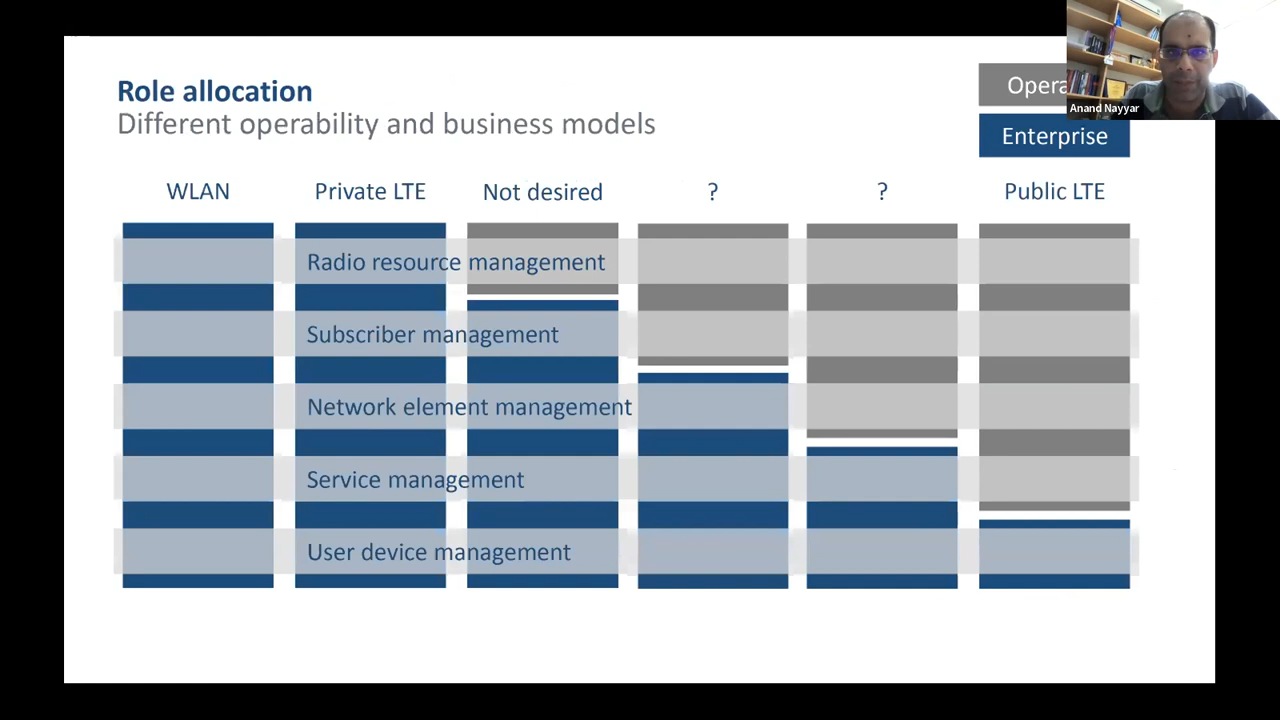 Role allocation
Different operability and business models
Anand Nayyar
Enterprise
WLAN
Private LTE
Not desired
?
?
Public LTE
Radio resource management
Subscriber management
Network element management
Service management
User device management